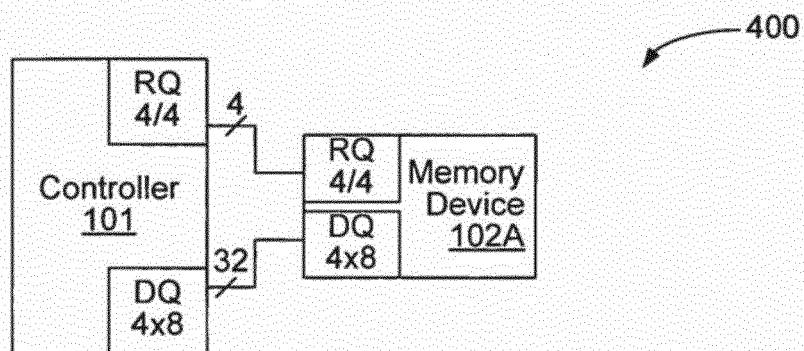 400
RQ
4/4
4
Controller
101
32
DQ
4x8
RQ
4/4
DQ
4x8
Memory
Device
102A